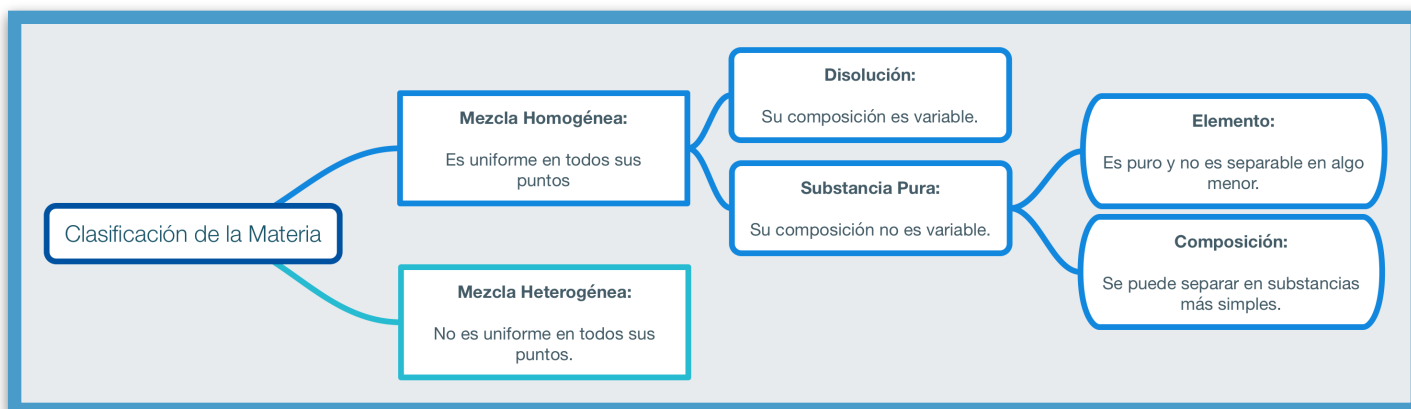 Clasificación de la Materia
Mezcla Homogénea:
Es uniforme en todos sus
puntos
Mezcla Heterogénea:
No es uniforme en todos sus
puntos.
Disolución:
Su composición es variable.
Substancia Pura:
Su composición no es variable.
Elemento:
Es puro y no es separable en algo
menor.
Composición:
Se puede separar en substancias
más simples.